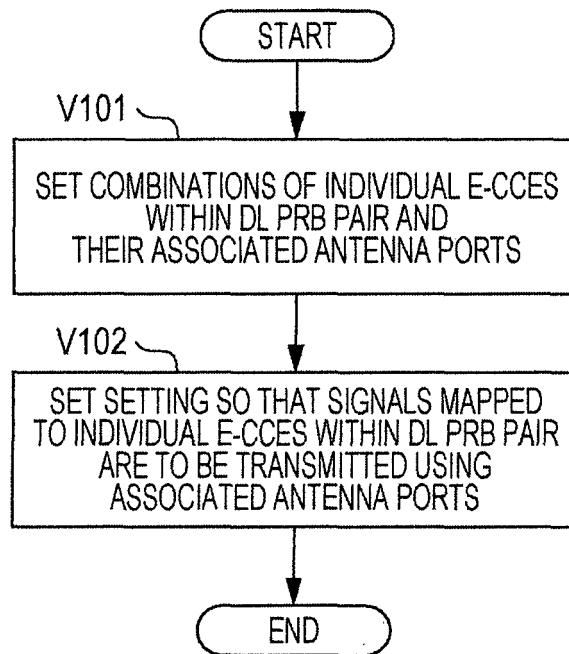 START
V101
SET COMBINATIONS OF INDIVIDUAL E-CCES
WITHIN DL PRB PAIR AND
THEIR ASSOCIATED ANTENNA PORTS
V102
SET SETTING SO THAT SIGNALS MAPPED
TO INDIVIDUAL E-CCES WITHIN DL PRB PAIR
ARE TO BE TRANSMITTED USING
ASSOCIATED ANTENNA PORTS
END